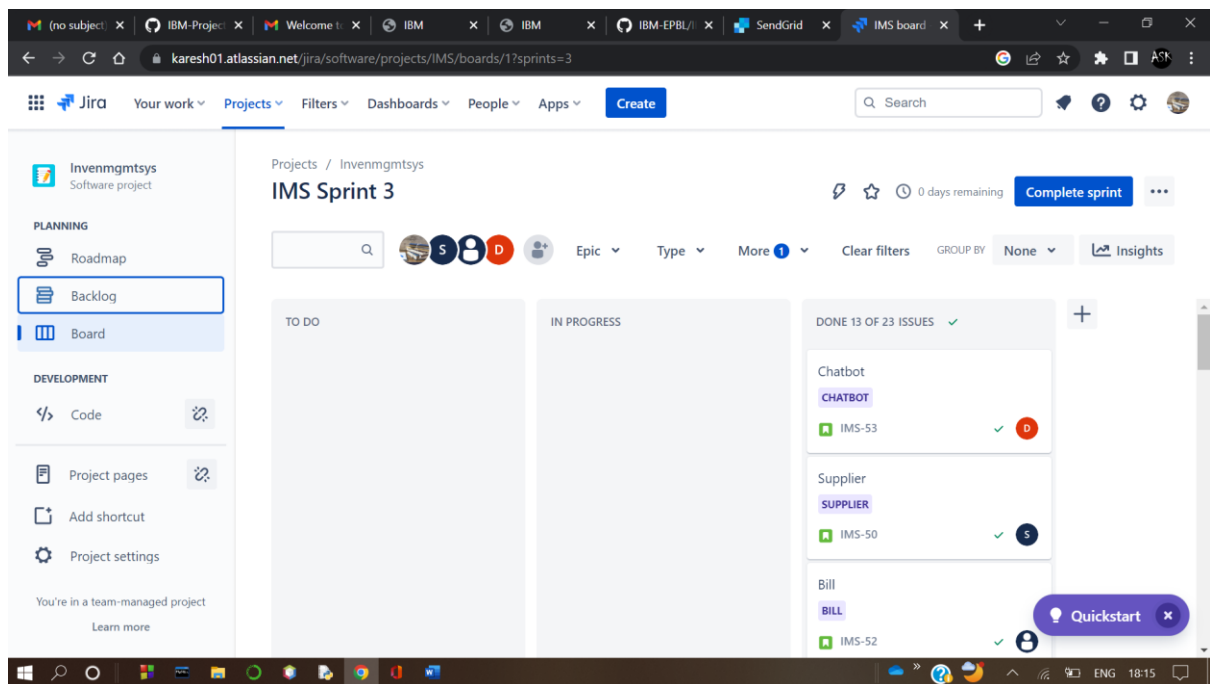 (no subject)
IBM-Project
Welcome to
IBM
IBM
IBM-EPBL/I
SendGrid
IMS board
karesh01.atlassian.net/jira/software/projects/IMS/boards/1?sprints=3
ASK
Jira
Your work
Projects
Filters
Dashboards
People
Apps
Create
Search
Invenmgmtsys
Software project
PLANNING
Roadmap
Backlog
Board
DEVELOPMENT
Code
Project pages
Add shortcut
Project settings
You're in a team-managed project
Learn more
Projects / Invenmgmtsys
IMS Sprint 3
0 days remaining
Complete sprint
S
D
Epic
Type
More 1
Clear filters
GROUP BY
None
Insights
TO DO
IN PROGRESS
DONE 13 OF 23 ISSUES
Chatbot
CHATBOT
IMS-53
D
Supplier
SUPPLIER
IMS-50
S
Bill
BILL
IMS-52
Quickstart
ENG
18:15